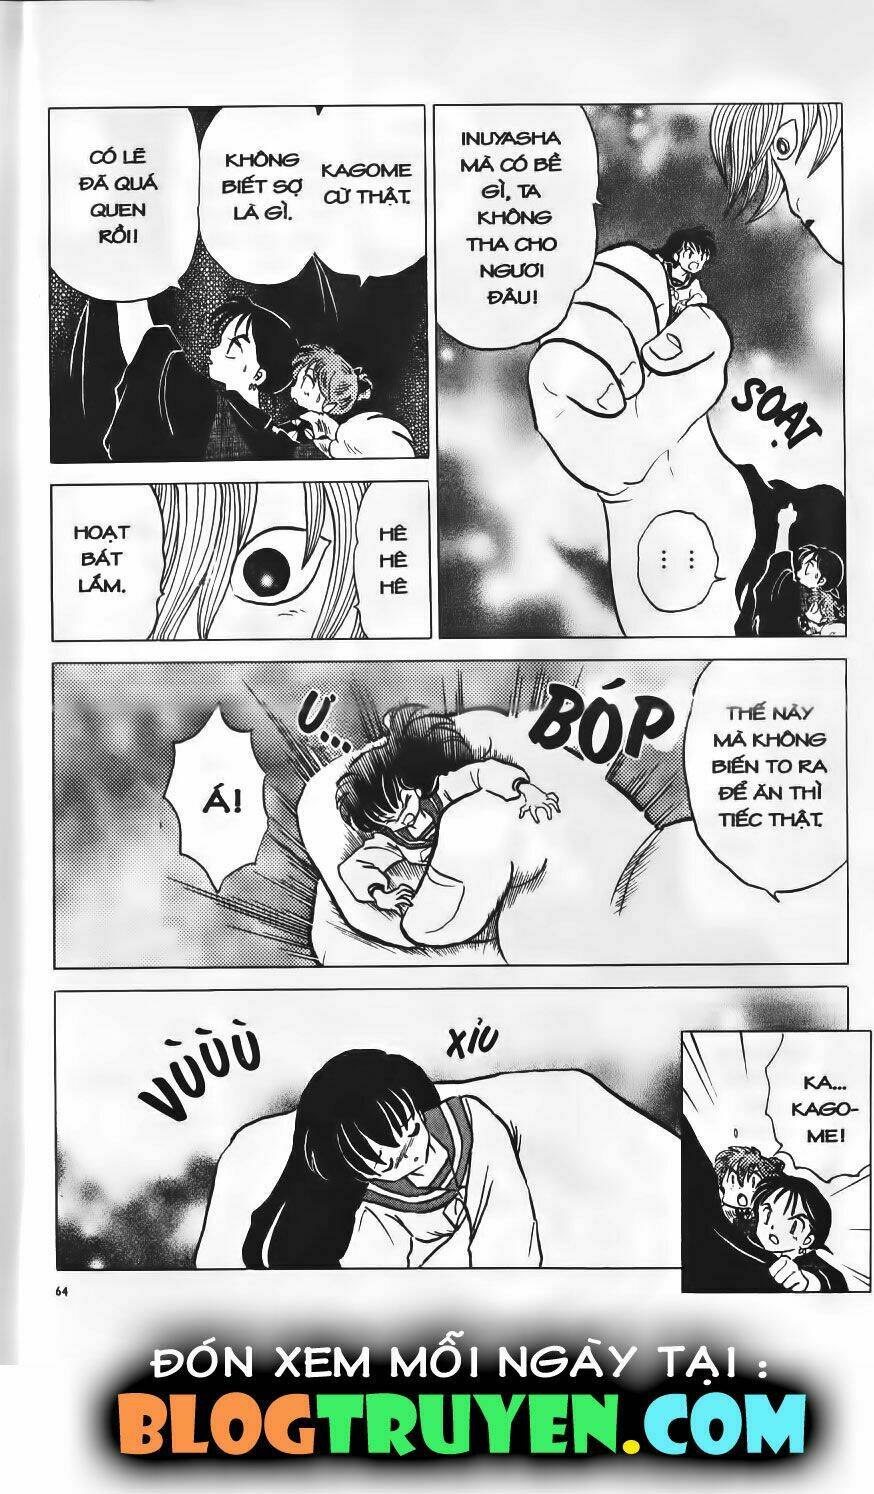 INUYASHA
MÀ CÓ BỀ
GÌ, TA
KHÔNG
THA CHO
NGƯƠI
ĐÂU!
SOẠT
... ...
KAGOME
CỪ THẬT.
KHÔNG
BIẾT SỢ
LÀ GÌ.
CÓ LẼ
ĐÃ QUÁ
QUEN
RỒI!
HÊ
HÊ
HÊ
HOẠT
BÁT
LẮM.
THẾ NÀY
MÀ KHÔNG
BIẾN TO RA
ĐỂ ĂN THÌ
TIẾC THẬT.
BÓP
Ư...
Á!
KA...
KAGO-
ME!
XỈU
VÙÙÙ
64
ĐÓN XEM MỖI NGÀY TẠI :
BLOGTRUYEN.COM